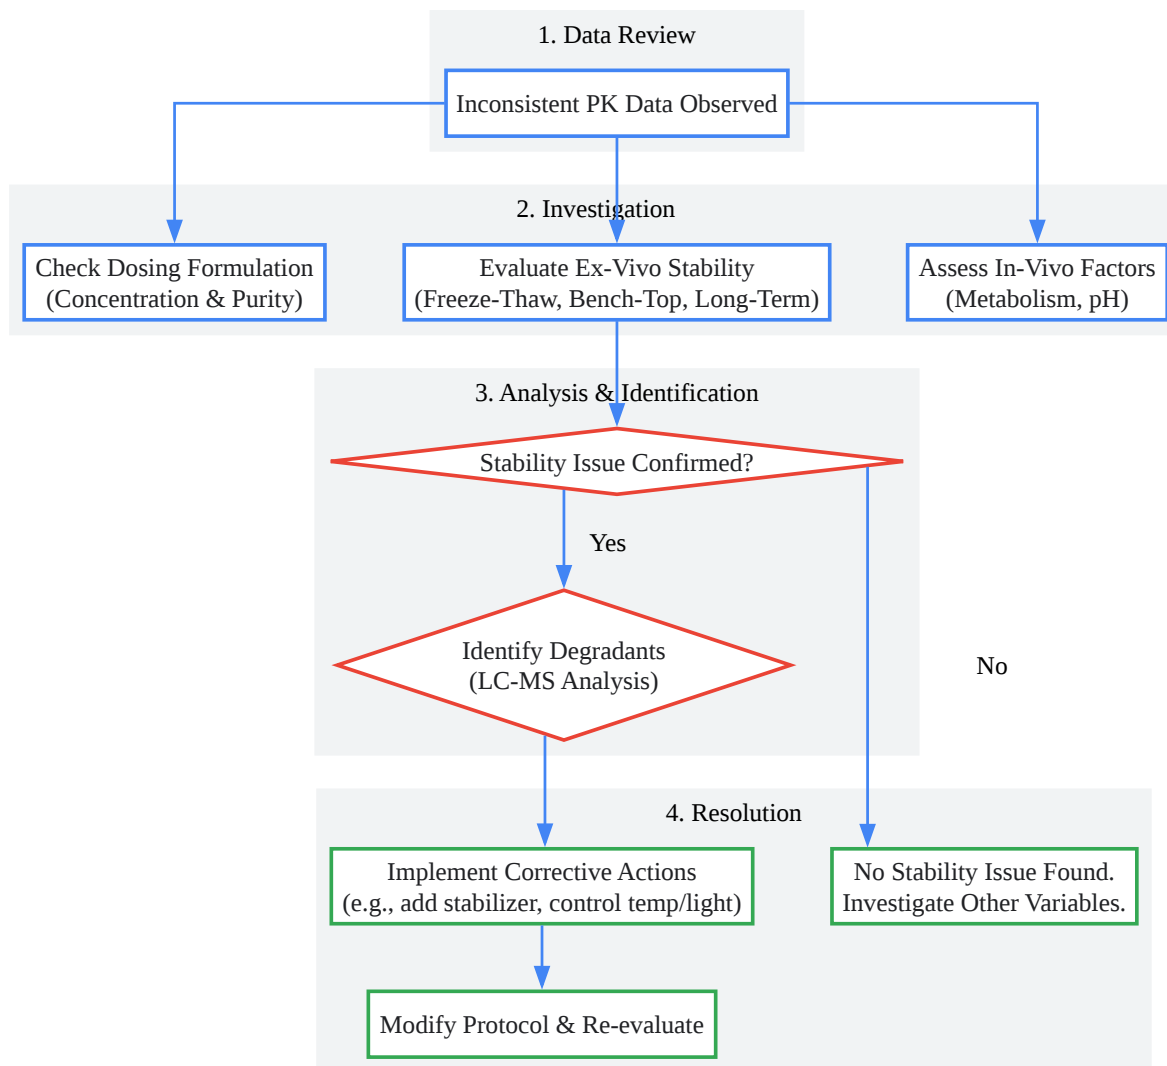 1. Data Review
Inconsistent PK Data Observed
2. Investigation
Check Dosing Formulation
(Concentration & Purity)
Evaluate Ex-Vivo Stability
(Freeze-Thaw, Bench-Top, Long-Term)
Assess In-Vivo Factors
(Metabolism, pH)
3. Analysis & Identification
Stability Issue Confirmed?
Yes
Identify Degradants
(LC-MS Analysis)
No
4. Resolution
Implement Corrective Actions
(e.g., add stabilizer, control temp/light)
No Stability Issue Found.
Investigate Other Variables.
Modify Protocol & Re-evaluate